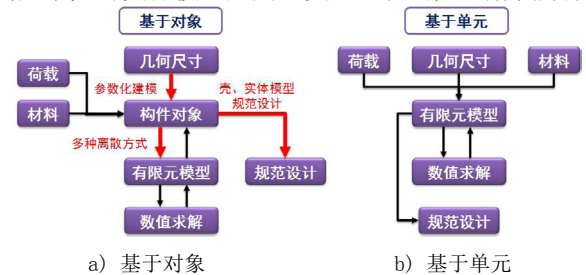 基于对象
几何尺寸
荷载
参数化建模
壳、实体模型
规范设计
材料
构件对象
多种离散方式
有限元模型
规范设计
数值求解
a) 基于对象
基于单元
荷载
几何尺寸
材料
有限元模型
数值求解
规范设计
b) 基于单元